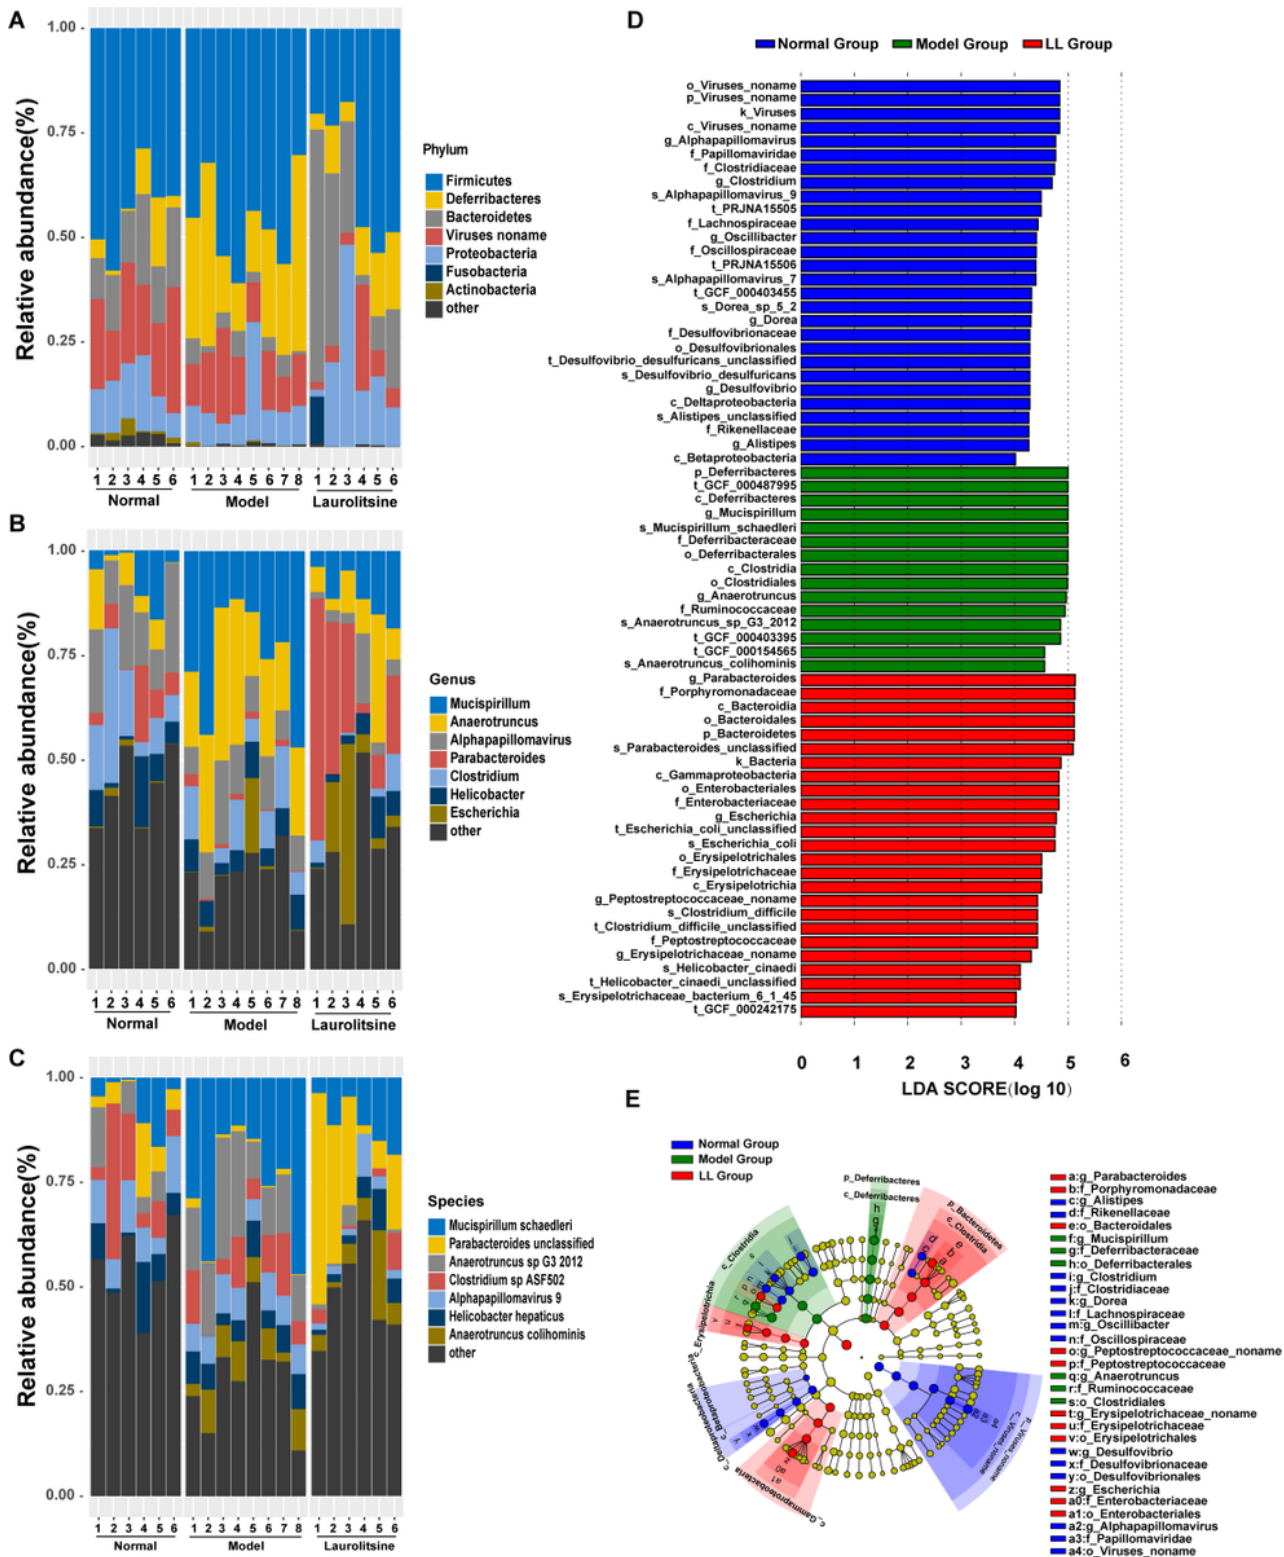 A
1.00
0.75
0.50
0.25
0.00
Relative abundance(%)
1 2 3 4 5 6 1 2 3 4 5 6 7 8 1 2 3 4 5 6
Normal Model Laurolitsine
Phylum
Firmicutes
Deferribacteres
Bacteroidetes
Viruses noname
Proteobacteria
Fusobacteria
Actinobacteria
other
B
1.00
0.75
0.50
0.25
0.00
Relative abundance(%)
1 2 3 4 5 6 1 2 3 4 5 6 7 8 1 2 3 4 5 6
Normal Model Laurolitsine
Genus
Mucispirillum
Anaerotruncus
Alphapapillomavirus
Parabacteroides
Clostridium
Helicobacter
Escherichia
other
C
1.00
0.75
0.50
0.25
0.00
Relative abundance(%)
1 2 3 4 5 6 1 2 3 4 5 6 7 8 1 2 3 4 5 6
Normal Model Laurolitsine
Species
Mucispirillum schaedleri
Parabacteroides unclassified
Anaerotruncus sp G3 2012
Clostridium sp ASF502
Alphapapillomavirus 9
Helicobacter hepaticus
Anaerotruncus colihominis
other
D
Normal Group Model Group LL Group
o_Viruses_noname
p_Viruses_noname
k_Viruses
c_Viruses_noname
g_Alphapapillomavirus
f_Papillomaviridae
f_Clostridiaceae
g_Clostridium
s_Alphapapillomavirus_9
t_PRJNA15505
f_Lachnospiraceae
g_Oscillibacter
f_Oscillospiraceae
t_PRJNA15506
s_Alphapapillomavirus_7
t_GCF_000403455
s_Dorea_sp_5_2
g_Dorea
f_Desulfovibrionaceae
o_Desulfovibrionales
t_Desulfovibrio_desulfuricans_unclassified
s_Desulfovibrio_desulfuricans
g_Desulfovibrio
c_Deltaproteobacteria
s_Alistipes_unclassified
f_Rikenellaceae
g_Alistipes
c_Betaproteobacteria
p_Deferribacteres
t_GCF_000487995
c_Deferribacteres
g_Mucispirillum
s_Mucispirillum_schaedleri
f_Deferribacteraceae
o_Deferribacterales
c_Clostridia
o_Clostridiales
g_Anaerotruncus
f_Ruminococcaceae
s_Anaerotruncus_sp_G3_2012
t_GCF_000403395
t_GCF_000154565
s_Anaerotruncus_colihominis
g_Parabacteroides
f_Porphyromonadaceae
c_Bacteroidia
o_Bacteroidales
p_Bacteroidetes
s_Parabacteroides_unclassified
k_Bacteria
c_Gammaproteobacteria
o_Enterobacteriales
f_Enterobacteriaceae
g_Escherichia
t_Escherichia_coli_unclassified
s_Escherichia_coli
o_Erysipelotrichales
f_Erysipelotrichaceae
c_Erysipelotrichia
g_Peptostreptococcaceae_noname
s_Clostridium_difficile
t_Clostridium_difficile_unclassified
f_Peptostreptococcaceae
g_Erysipelotrichaceae_noname
s_Helicobacter_cinaedi
t_Helicobacter_cinaedi_unclassified
s_Erysipelotrichaceae_bacterium_6_1_45
t_GCF_000242175
0 1 2 3 4 5 6
LDA SCORE(log 10)
E
Normal Group
Model Group
LL Group
p_Deferribacteres
c_Deferribacteres
h
g
p_Bacteroidetes
c_Clostridia
c_Clostridia
c_Erysipelotrichia
c_Betaproteobacteria
c_Deltaproteobacteria
c_Gammaproteobacteria
p_Viruses_noname
c_Viruses_noname
a:g_Parabacteroides
b:f_Porphyromonadaceae
c:g_Alistipes
d:f_Rikenellaceae
e:o_Bacteroidales
f:g_Mucispirillum
g:f_Deferribacteraceae
h:o_Deferribacterales
i:g_Clostridium
j:f_Clostridiaceae
k:g_Dorea
l:f_Lachnospiraceae
m:g_Oscillibacter
n:f_Oscillospiraceae
o:g_Peptostreptococcaceae_noname
p:f_Peptostreptococcaceae
q:g_Anaerotruncus
r:f_Ruminococcaceae
s:o_Clostridiales
t:g_Erysipelotrichaceae_noname
u:f_Erysipelotrichaceae
v:o_Erysipelotrichales
w:g_Desulfovibrio
x:f_Desulfovibrionaceae
y:o_Desulfovibrionales
z:g_Escherichia
a0:f_Enterobacteriaceae
a1:o_Enterobacteriales
a2:g_Alphapapillomavirus
a3:f_Papillomaviridae
a4:o_Viruses_noname